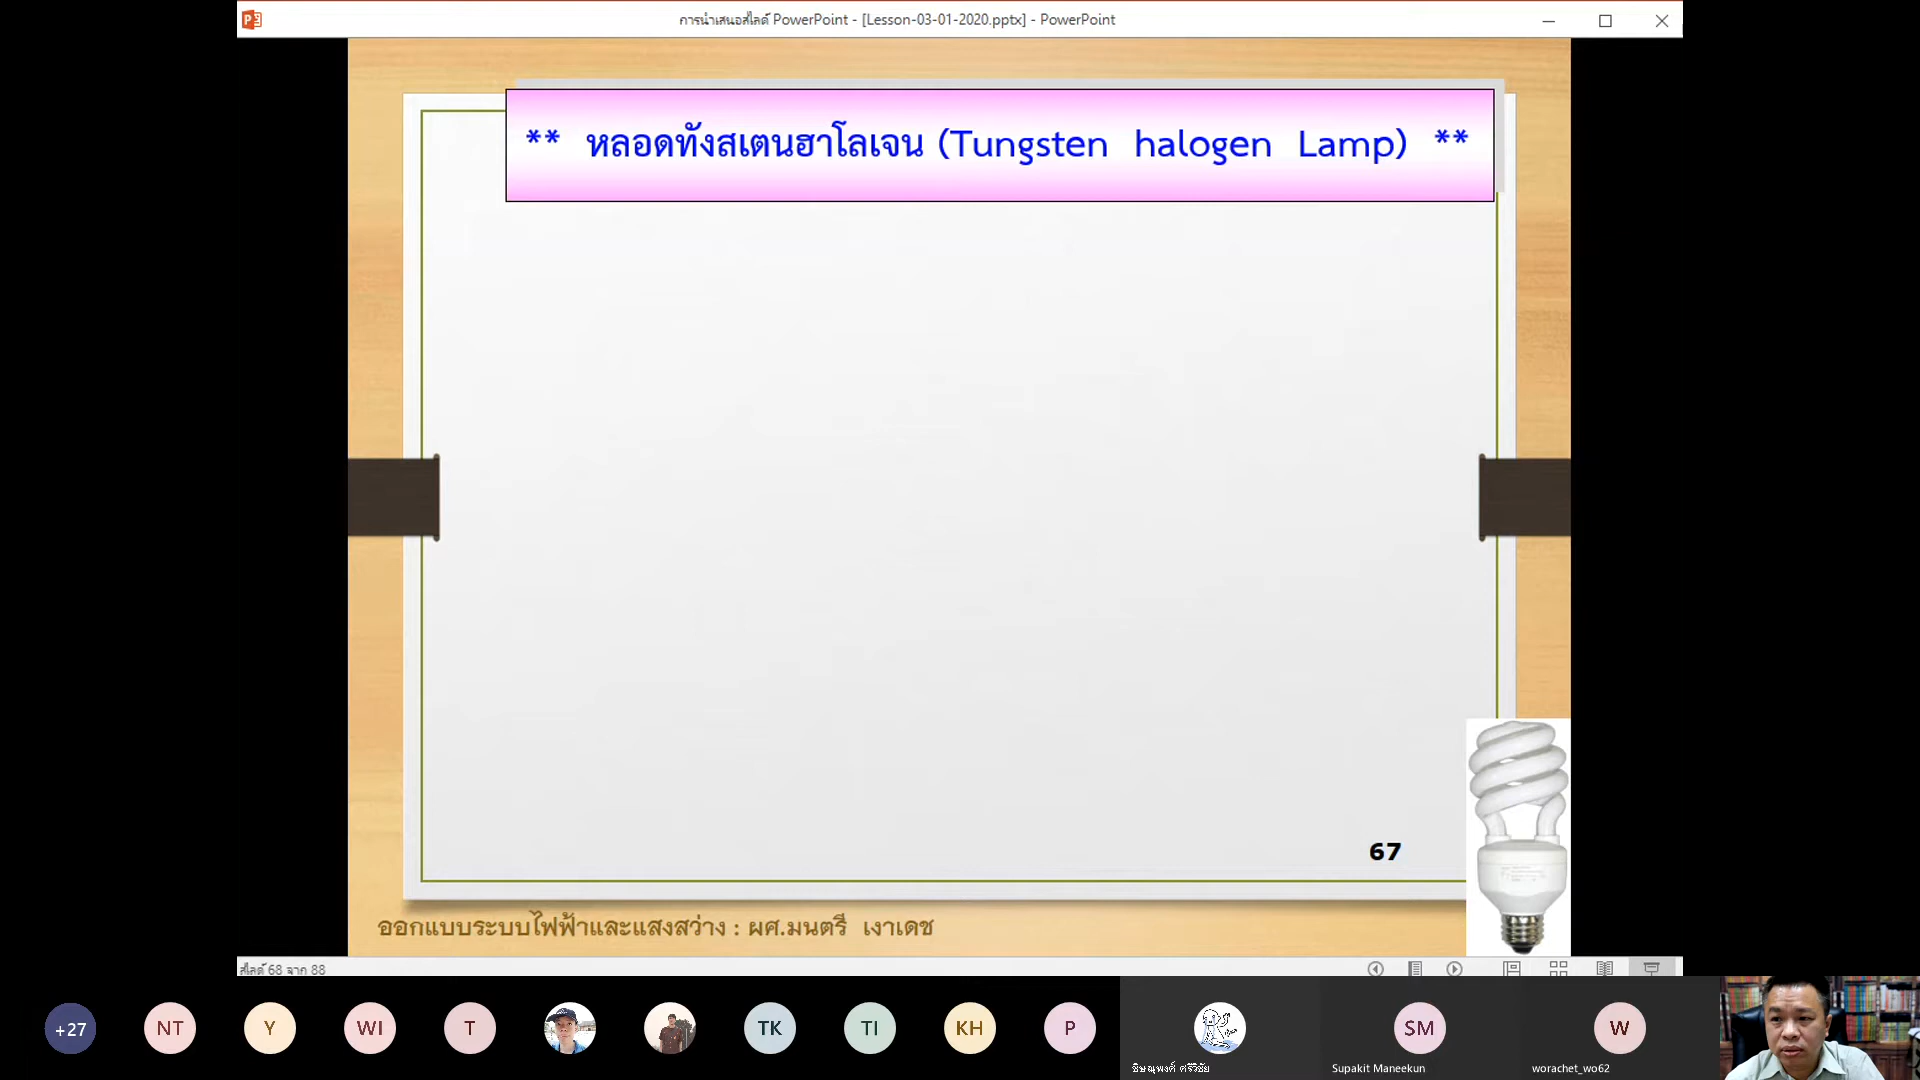 การนำเสนอสไลด์ PowerPoint - [Lesson-03-01-2020.pptx] - PowerPoint
** หลอดทังสเตนฮาโลเจน (Tungsten halogen Lamp) **
67
ออกแบบระบบไฟฟ้าและแสงสว่าง : ผศ.มนตรี เงาเดช
สไลด์ 68 จาก 88
+27
NT
Y
WI
T
TK
TI
KH
P
SM
W
Supakit Maneekun
worachet_wo62